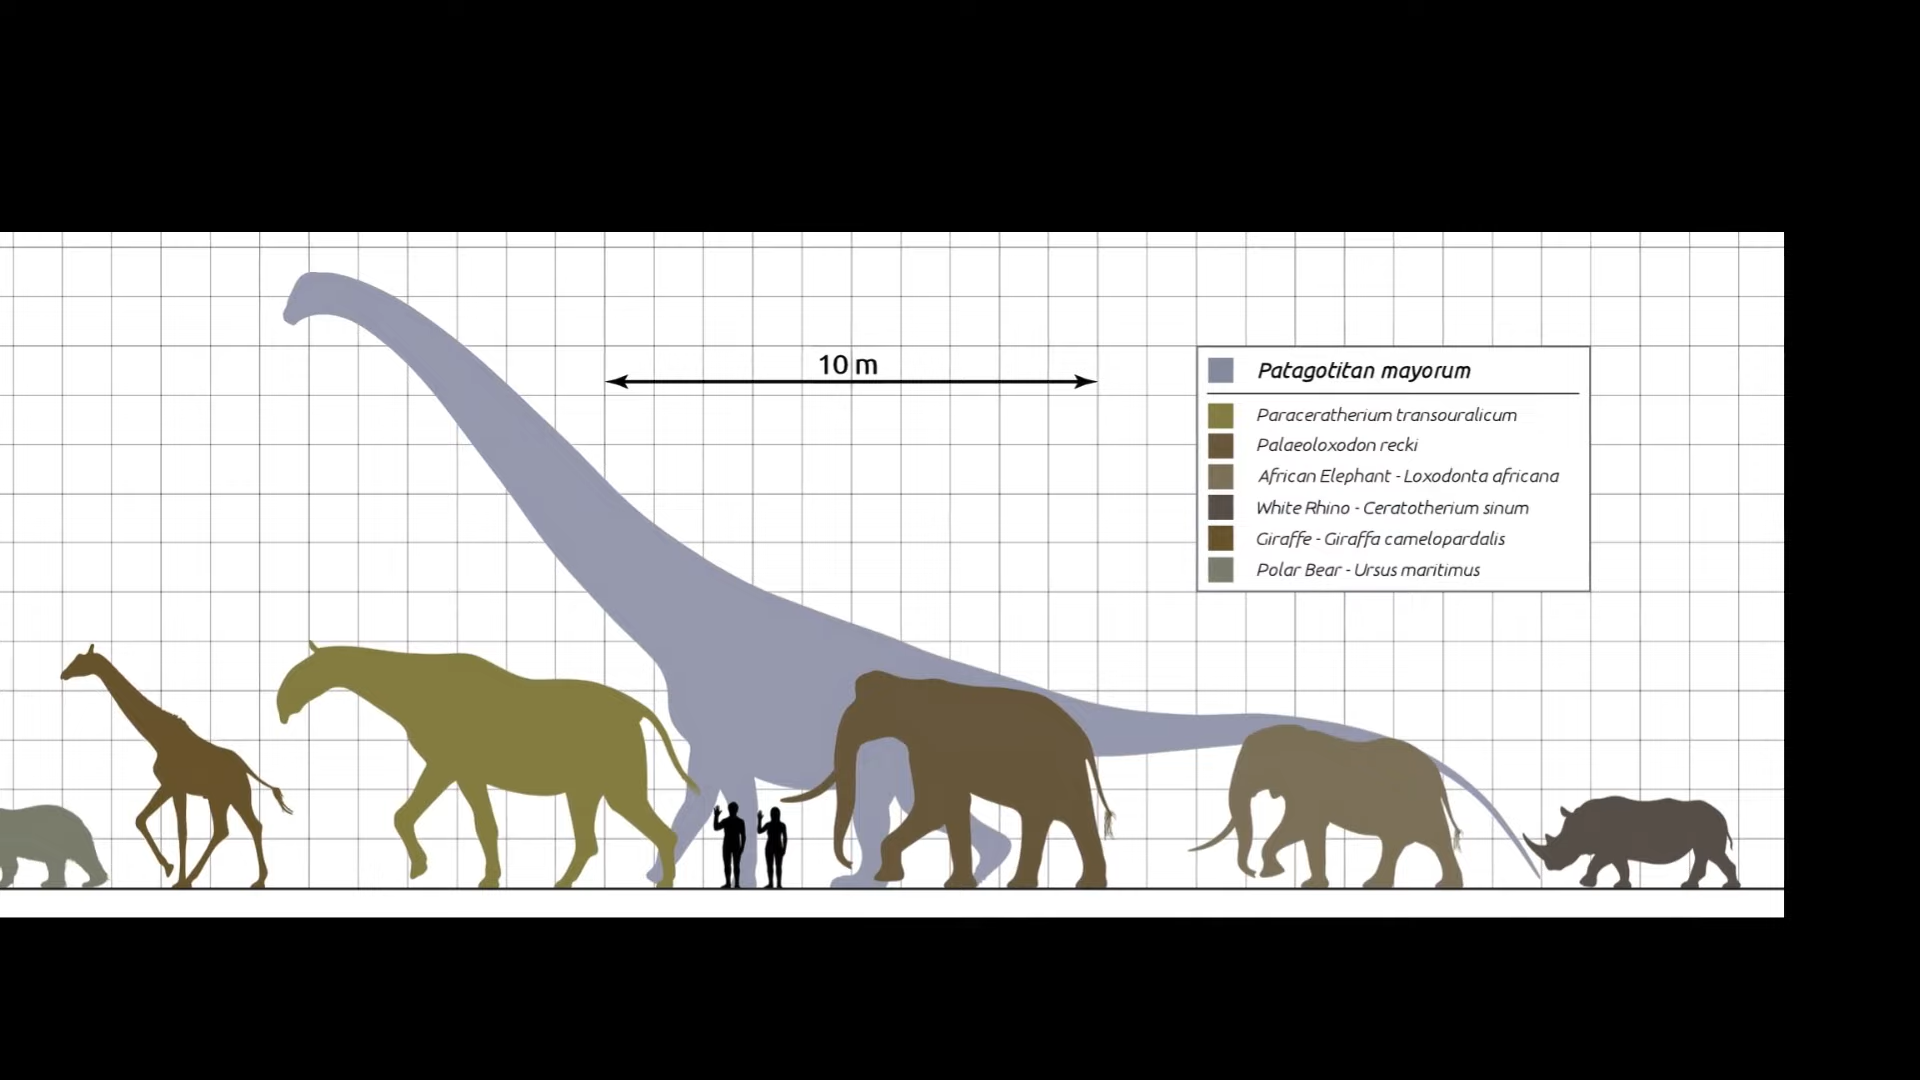 10 m
Patagotitan mayorum
Paraceratherium transouralicum
Palaeoloxodon recki
African Elephant - Loxodonta africana
White Rhino - Ceratotherium sinum
Giraffe - Giraffa camelopardalis
Polar Bear - Ursus maritimus